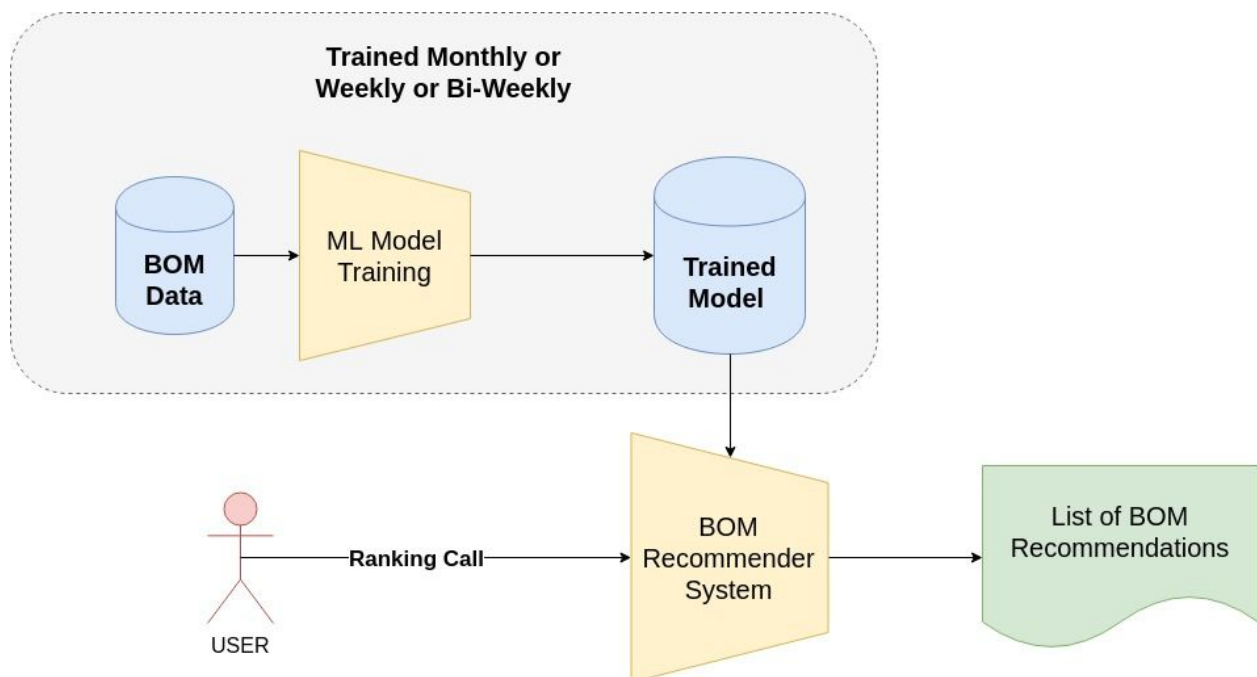 Trained Monthly or
Weekly or Bi-Weekly
BOM
Data
ML Model
Training
Trained
Model
USER
Ranking Call
BOM
Recommender
System
List of BOM
Recommendations